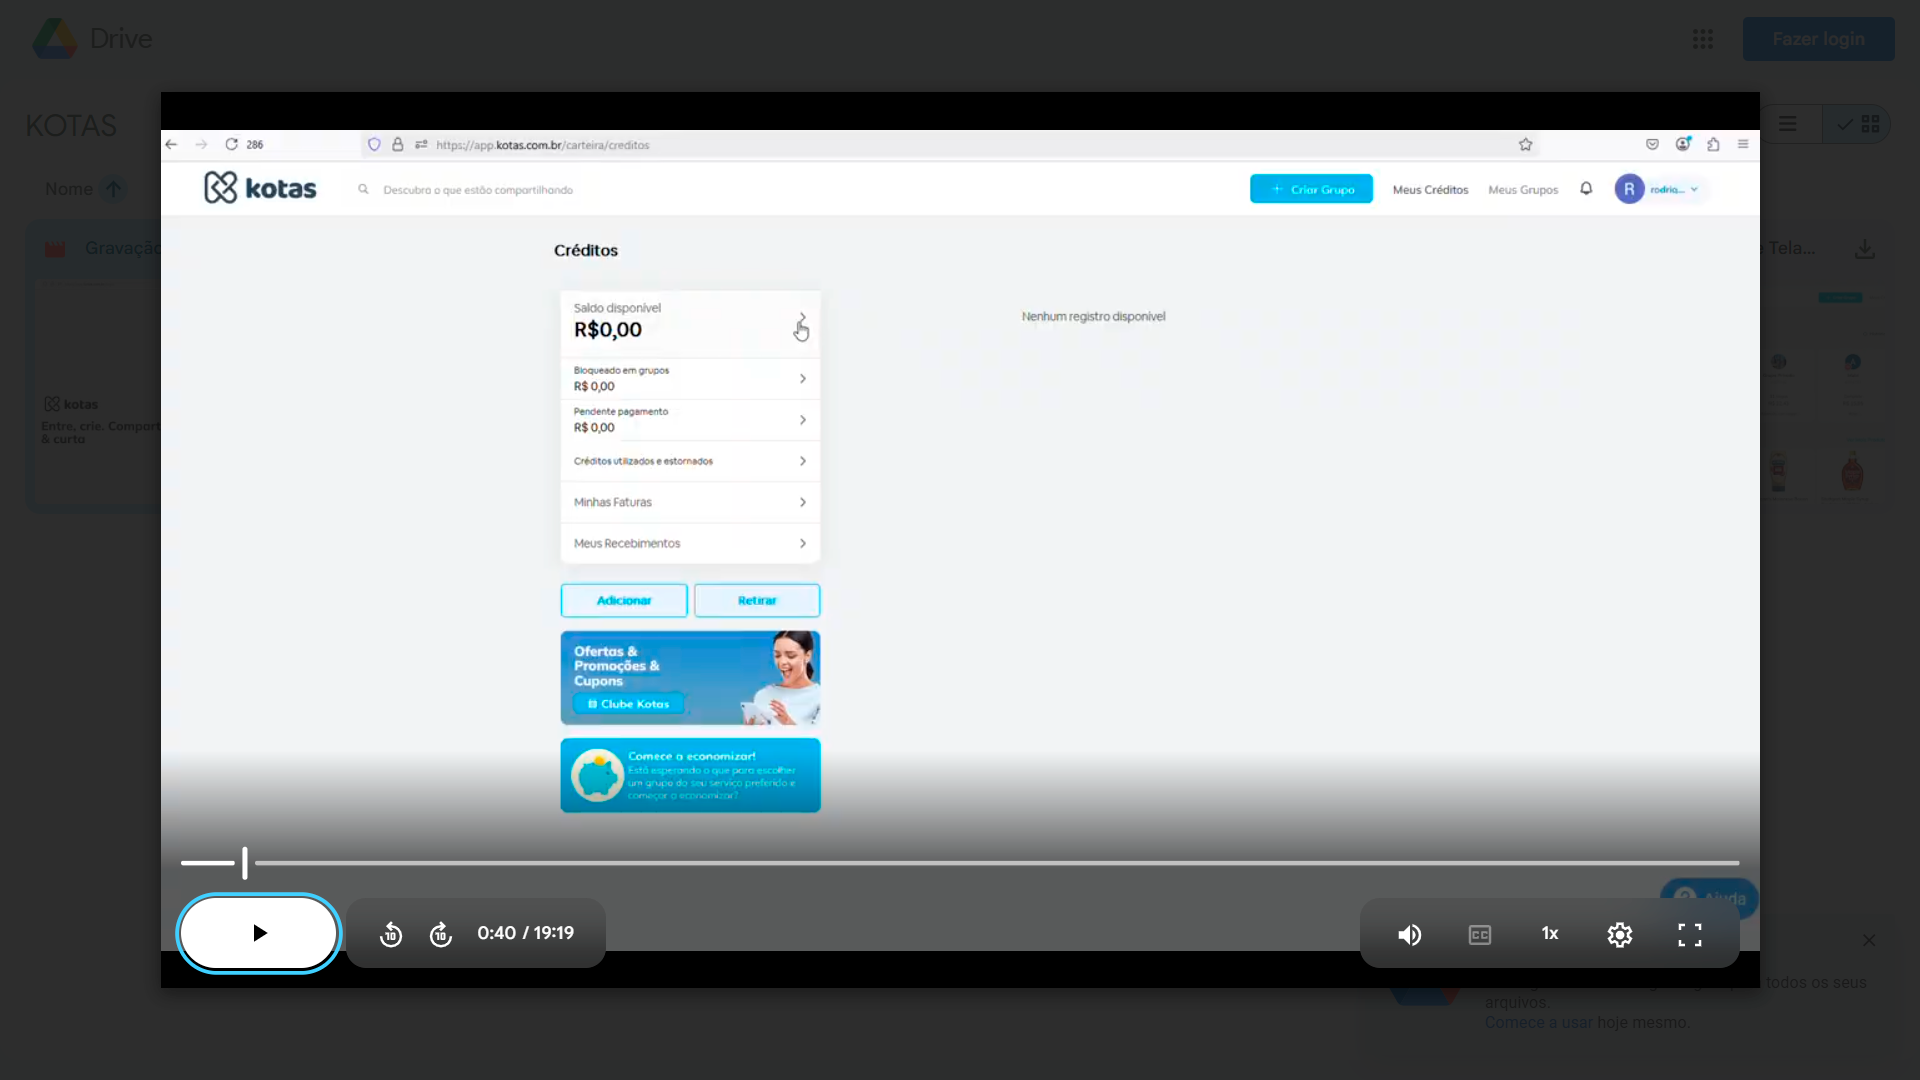 Drive
Fazer login
KOTAS
Nome
Gravação
Tela...
kotas
Entre, crie. Compart
& curta
286
https://app.kotas.com.br/carteira/creditos
kotas
Descubra o que estão compartilhando
+ Criar Grupo
Meus Créditos
Meus Grupos
R
rodrig...
Créditos
Saldo disponível
R$0,00
Nenhum registro disponível
Bloqueado em grupos
R$ 0,00
Pendente pagamento
R$ 0,00
Créditos utilizados e estornados
Minhas Faturas
Meus Recebimentos
Adicionar
Retirar
Ofertas &
Promoções &
Cupons
Clube Kotas
Comece a economizar!
Está esperando o que para escolher
um grupo do seu serviço preferido e
começar a economizar?
Ajuda
10
10
0:40 / 19:19
CC
1x
todos os seus
arquivos.
Comece a usar hoje mesmo.